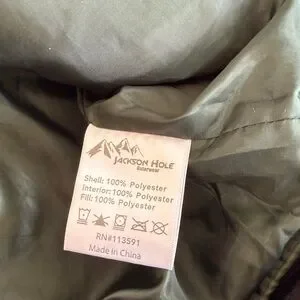 JACKSON HOLE
Outerwear
Shell: 100% Polyester
Interior: 100% Polyester
Fill: 100% Polyester
RN#113591
Made in China